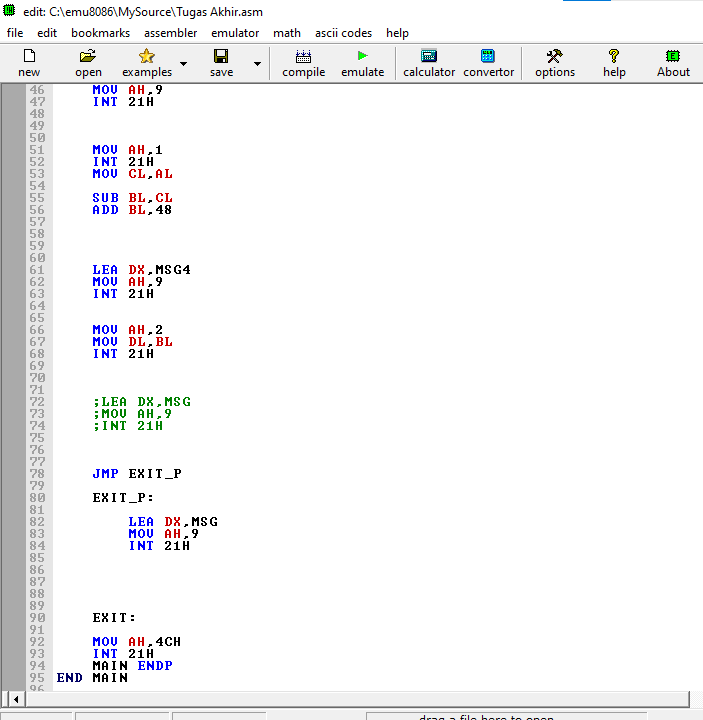 edit: C:\emu8086\MySource\Tugas Akhir.asm
file edit bookmarks assembler emulator math ascii codes help
new open examples save compile emulate calculator convertor options help About
46 MOV AH,9
47 INT 21H
48
49
50
51 MOV AH,1
52 INT 21H
53 MOV CL,AL
54
55 SUB BL,CL
56 ADD BL,48
57
58
59
60
61 LEA DX,MSG4
62 MOV AH,9
63 INT 21H
64
65
66 MOV AH,2
67 MOV DL,BL
68 INT 21H
69
70
71
72 ;LEA DX,MSG
73 ;MOV AH,9
74 ;INT 21H
75
76
77
78 JMP EXIT_P
79
80 EXIT_P:
81
82 LEA DX,MSG
83 MOV AH,9
84 INT 21H
85
86
87
88
89
90 EXIT:
91
92 MOV AH,4CH
93 INT 21H
94 MAIN ENDP
95 END MAIN
96
drag a file here to open